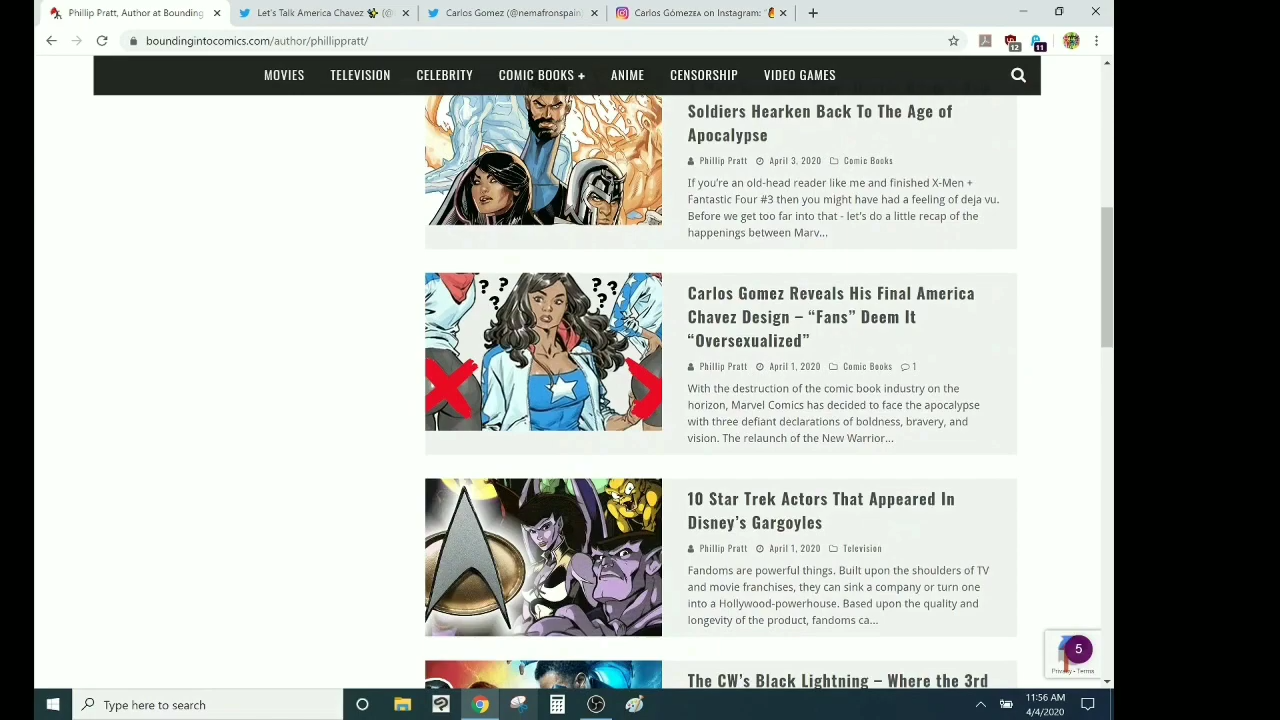 Phillip Pratt, Author at Bounding
Let's Talk America Chavez
Carlos Gomez (@nemafronspain
Carlos Gómez on Instagram: "
boundingintocomics.com/author/phillippratt/
12
11
MOVIES TELEVISION CELEBRITY COMIC BOOKS + ANIME CENSORSHIP VIDEO GAMES
Soldiers Hearken Back To The Age of
Apocalypse
Phillip Pratt April 3, 2020 Comic Books
If you're an old-head reader like me and finished X-Men +
Fantastic Four #3 then you might have had a feeling of deja vu.
Before we get too far into that - let's do a little recap of the
happenings between Marv...
? ? ? ? ? ?
Carlos Gomez Reveals His Final America
Chavez Design – “Fans” Deem It
“Oversexualized”
Phillip Pratt April 1, 2020 Comic Books 1
With the destruction of the comic book industry on the
horizon, Marvel Comics has decided to face the apocalypse
with three defiant declarations of boldness, bravery, and
vision. The relaunch of the New Warrior...
10 Star Trek Actors That Appeared In
Disney's Gargoyles
Phillip Pratt April 1, 2020 Television
Fandoms are powerful things. Built upon the shoulders of TV
and movie franchises, they can sink a company or turn one
into a Hollywood-powerhouse. Based upon the quality and
longevity of the product, fandoms ca...
5
Privacy - Terms
The CW's Black Lightning – Where the 3rd
Type here to search
11:56 AM
4/4/2020